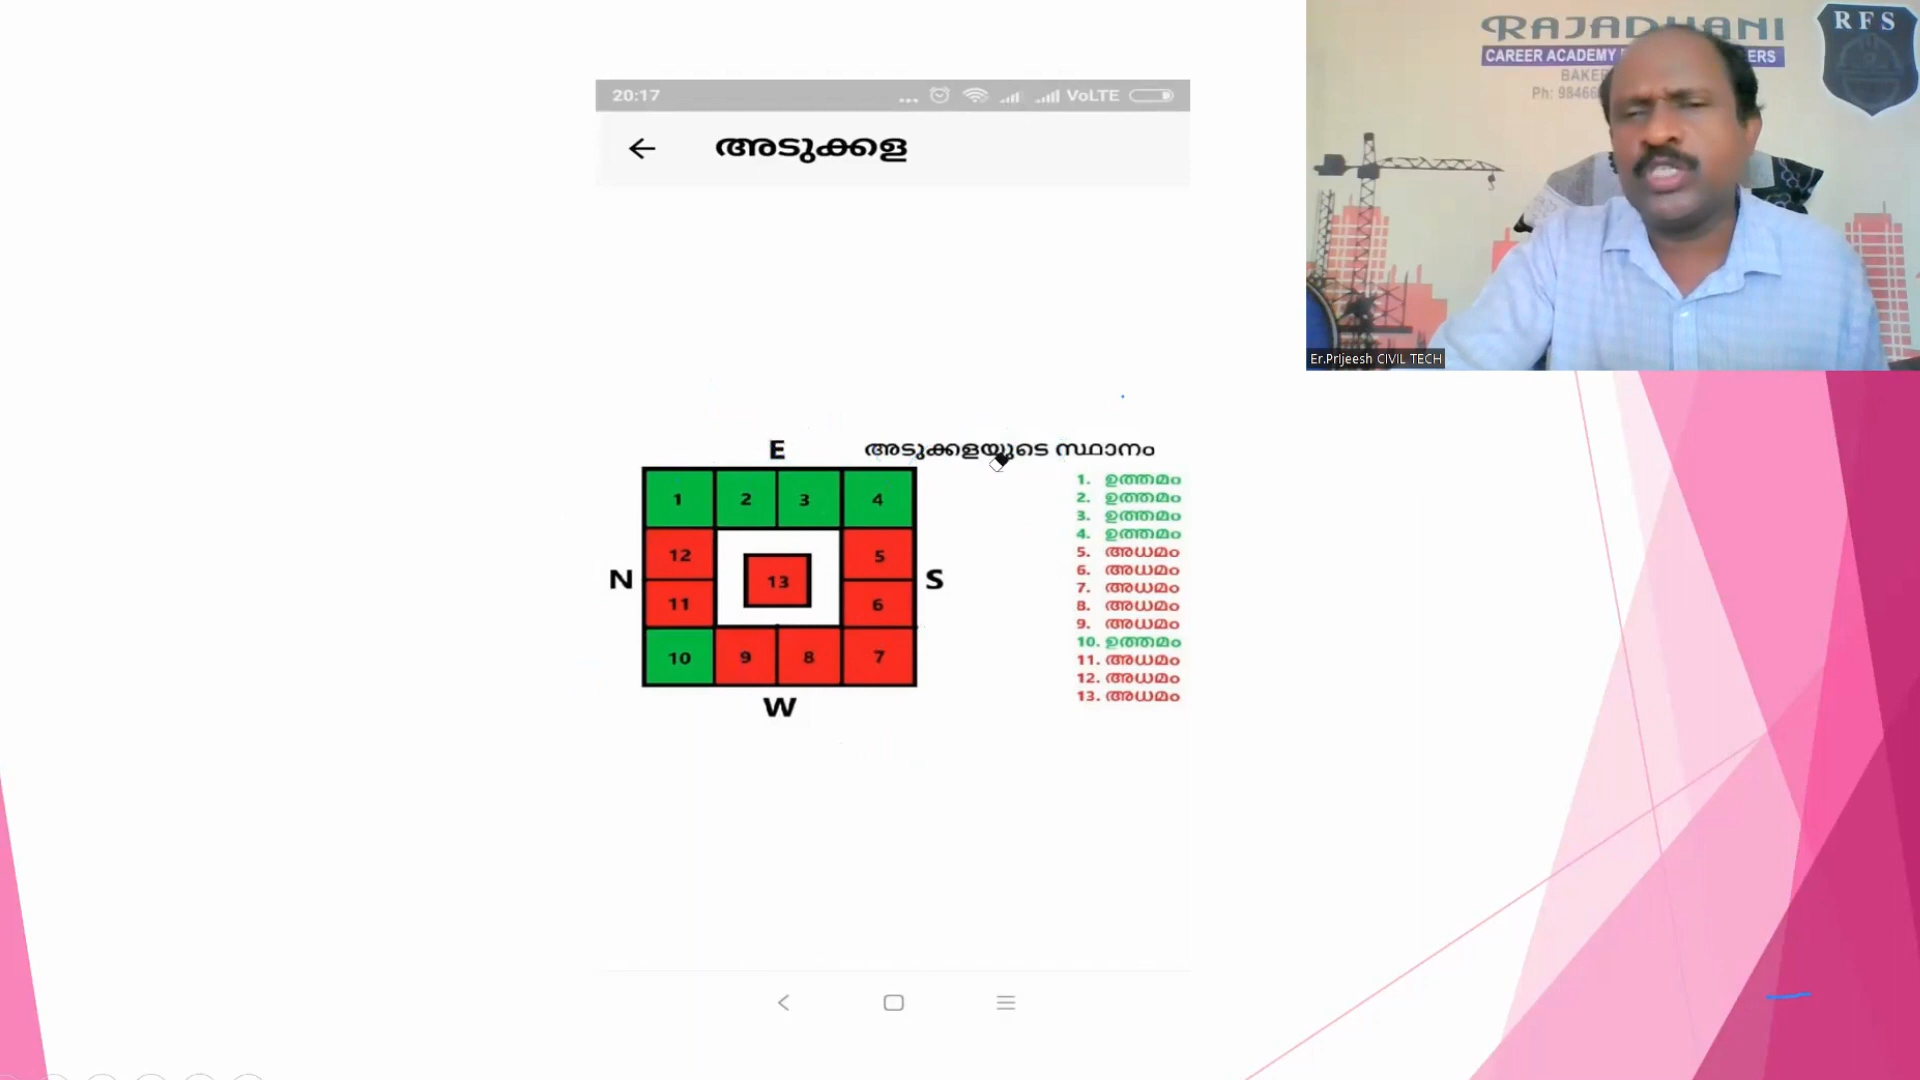 20:17
... VoLTE
അടുക്കള
E
അടുക്കളയുടെ സ്ഥാനം
1 2 3 4
12 5
N 13 S
11 6
10 9 8 7
W
1. ഉത്തമം
2. ഉത്തമം
3. ഉത്തമം
4. ഉത്തമം
5. അധമം
6. അധമം
7. അധമം
8. അധമം
9. അധമം
10. ഉത്തമം
11. അധമം
12. അധമം
13. അധമം
CAREER ACADEMY
RFS
Er.Prijeesh CIVIL TECH